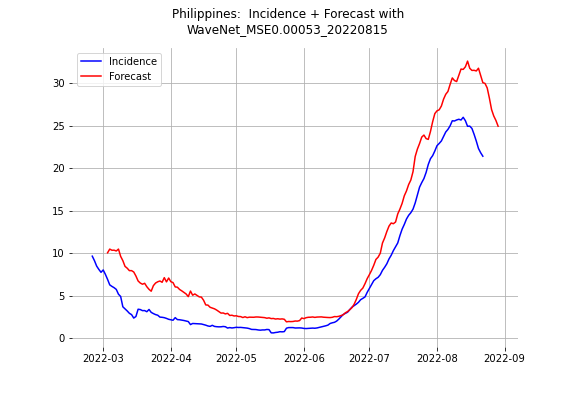 Philippines:  Incidence + Forecast with
WaveNet_MSE0.00053_20220815
Incidence
Forecast
30
25
20
15
10
5
0
2022-03 2022-04 2022-05 2022-06 2022-07 2022-08 2022-09